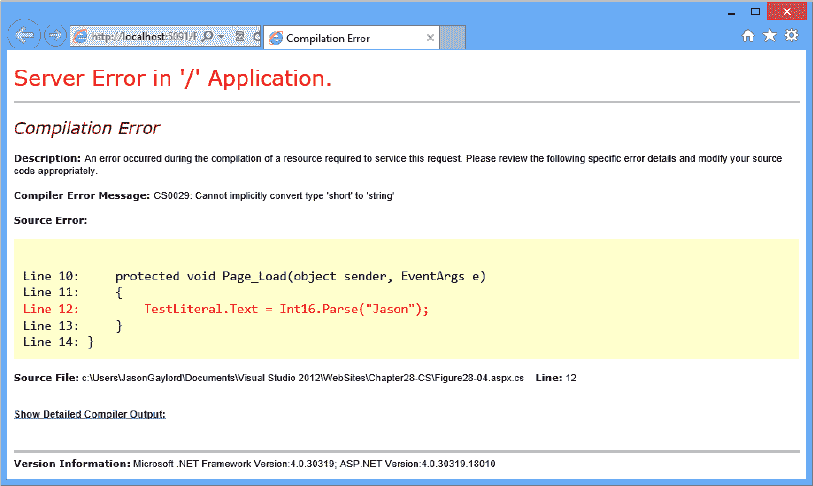 http://localhost:5091/F
Compilation Error
Server Error in '/' Application.
Compilation Error
Description: An error occurred during the compilation of a resource required to service this request. Please review the following specific error details and modify your source
code appropriately.
Compiler Error Message: CS0029: Cannot implicitly convert type 'short' to 'string'
Source Error:
Line 10:     protected void Page_Load(object sender, EventArgs e)
Line 11:     {
Line 12:         TestLiteral.Text = Int16.Parse("Jason");
Line 13:     }
Line 14: }
Source File: c:\Users\JasonGaylord\Documents\Visual Studio 2012\WebSites\Chapter28-CS\Figure28-04.aspx.cs    Line: 12
Show Detailed Compiler Output:
Version Information: Microsoft .NET Framework Version:4.0.30319; ASP.NET Version:4.0.30319.18010